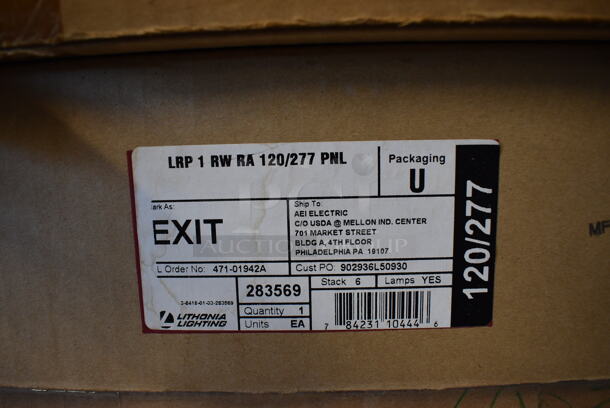 LRP 1 RW RA 120/277 PNL
Packaging
U
ark As:
EXIT
Ship To:
AEI ELECTRIC
C/O USDA @ MELLON IND. CENTER
701 MARKET STREET
BLDG A, 4TH FLOOR
PHILADELPHIA PA 19107
L Order No: 471-01942A
Cust PO: 902936L50930
283569
Stack 6
Lamps YES
Quantity 1
Units EA
LITHONIA
LIGHTING
7 84231 10444 6
120/277
MF